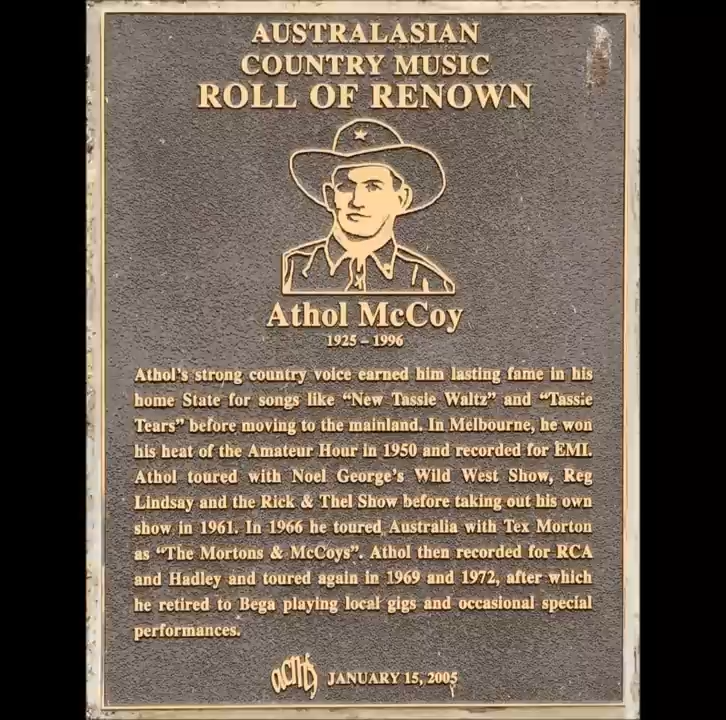 AUSTRALASIAN
COUNTRY MUSIC
ROLL OF RENOWN
Athol McCoy
1925 – 1996
Athol's strong country voice earned him lasting fame in his
home State for songs like “New Tassie Waltz” and “Tassie
Tears” before moving to the mainland. In Melbourne, he won
his heat of the Amateur Hour in 1950 and recorded for EMI.
Athol toured with Noel George's Wild West Show, Reg
Lindsay and the Rick & Thel Show before taking out his own
show in 1961. In 1966 he toured Australia with Tex Morton
as “The Mortons & McCoys”. Athol then recorded for RCA
and Hadley and toured again in 1969 and 1972, after which
he retired to Bega playing local gigs and occasional special
performances.
JANUARY 15, 2005